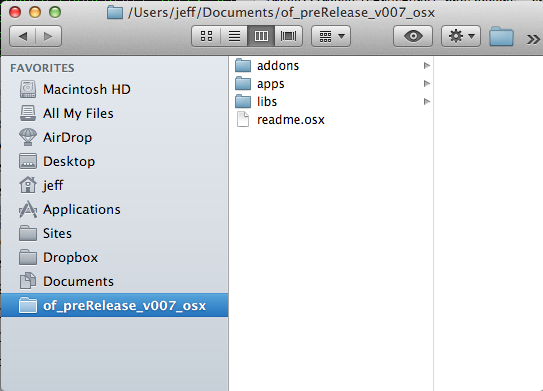 /Users/jeff/Documents/of_preRelease_v007_osx
FAVORITES
Macintosh HD
All My Files
AirDrop
Desktop
jeff
Applications
Sites
Dropbox
Documents
of_preRelease_v007_osx
addons
apps
libs
readme.osx